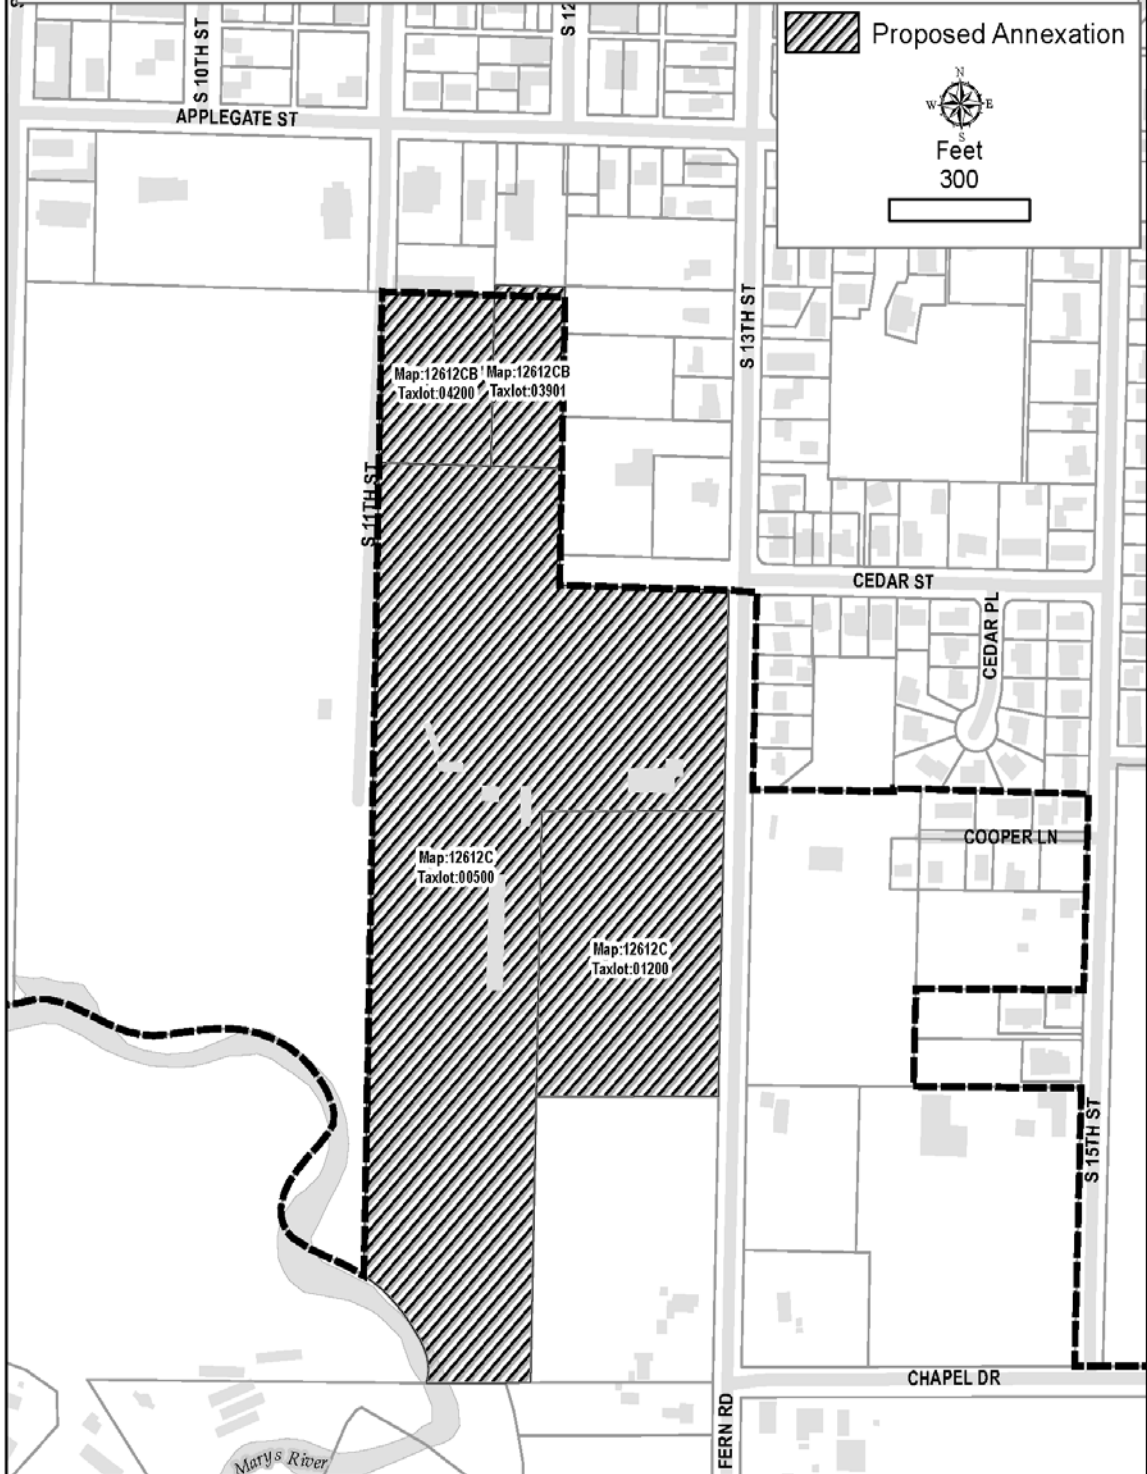 S 10TH ST
S 12
Proposed Annexation
N
W
E
S
Feet
300
APPLEGATE ST
S 13TH ST
Map:12612CB
Taxlot:04200
Map:12612CB
Taxlot:03901
S 11TH ST
CEDAR ST
CEDAR PL
COOPER LN
Map:12612C
Taxlot:00500
Map:12612C
Taxlot:01200
S 15TH ST
CHAPEL DR
FERN RD
Marys River